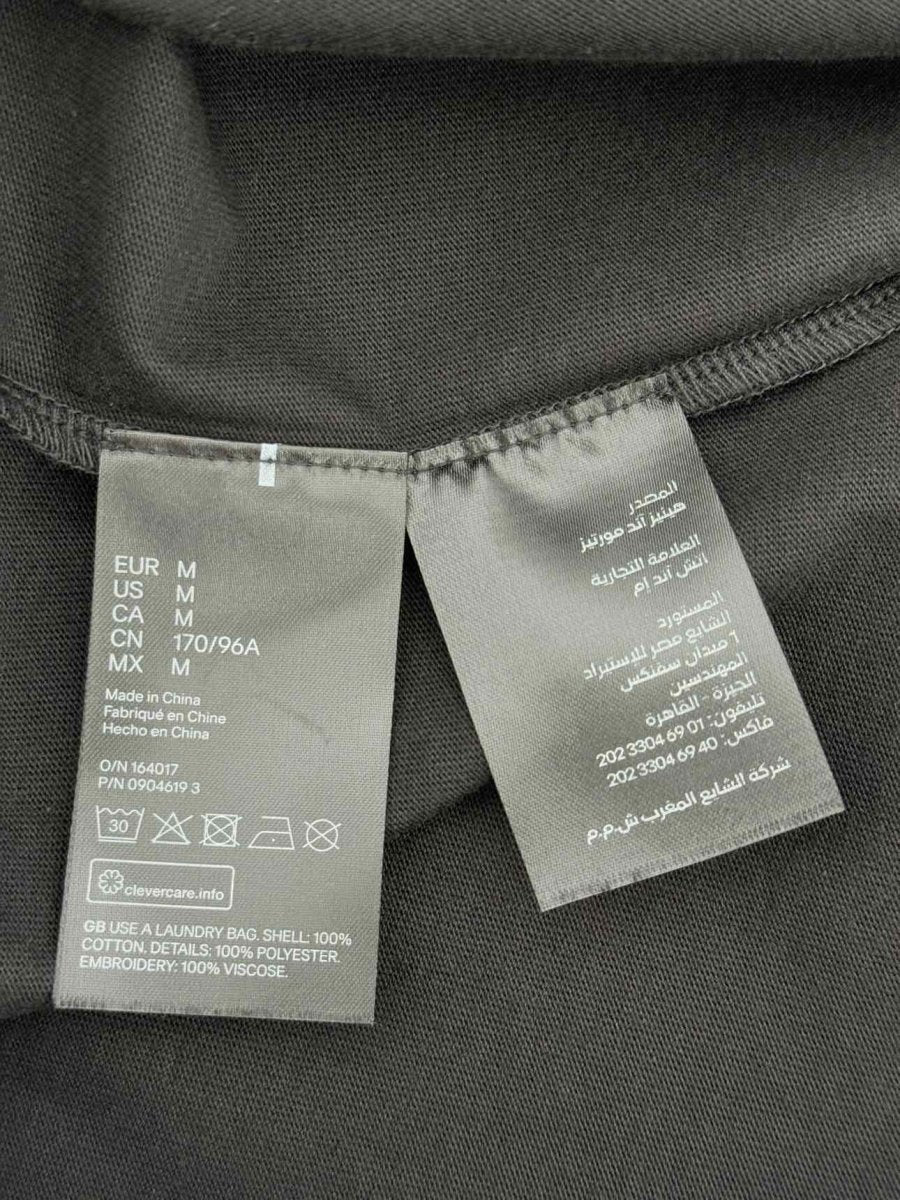 EUR M
US M
CA M
CN 170/96A
MX M
Made in China
Fabriqué en Chine
Hecho en China
O/N 164017
P/N 0904619 3
30
clevercare.info
GB USE A LAUNDRY BAG. SHELL: 100%
COTTON. DETAILS: 100% POLYESTER.
EMBROIDERY: 100% VISCOSE.
المصدر
هينيز آند مورتيز
العلامة التجارية
اتش آند إم
المستورد
الشايع مصر للاستيراد
٦ ميدان سفنكس
المهندسين
الجيزة - القاهرة
تليفون: 01 69 3304 202
فاكس: 40 69 3304 202
شركة الشايع المغرب ش.م.م